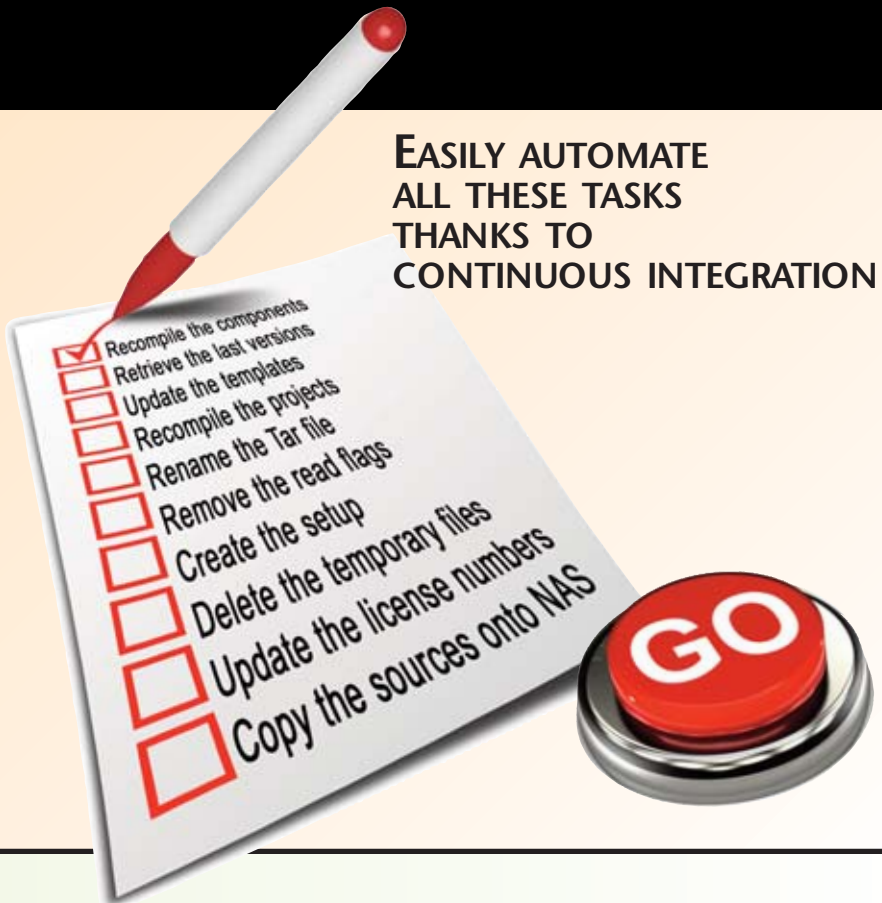 EASILY AUTOMATE
ALL THESE TASKS
THANKS TO
CONTINUOUS INTEGRATION
Recompile the components
Retrieve the last versions
Update the templates
Recompile the projects
Rename the Tar file
Remove the read flags
Create the setup
Delete the temporary files
Update the license numbers
Copy the sources onto NAS
GO